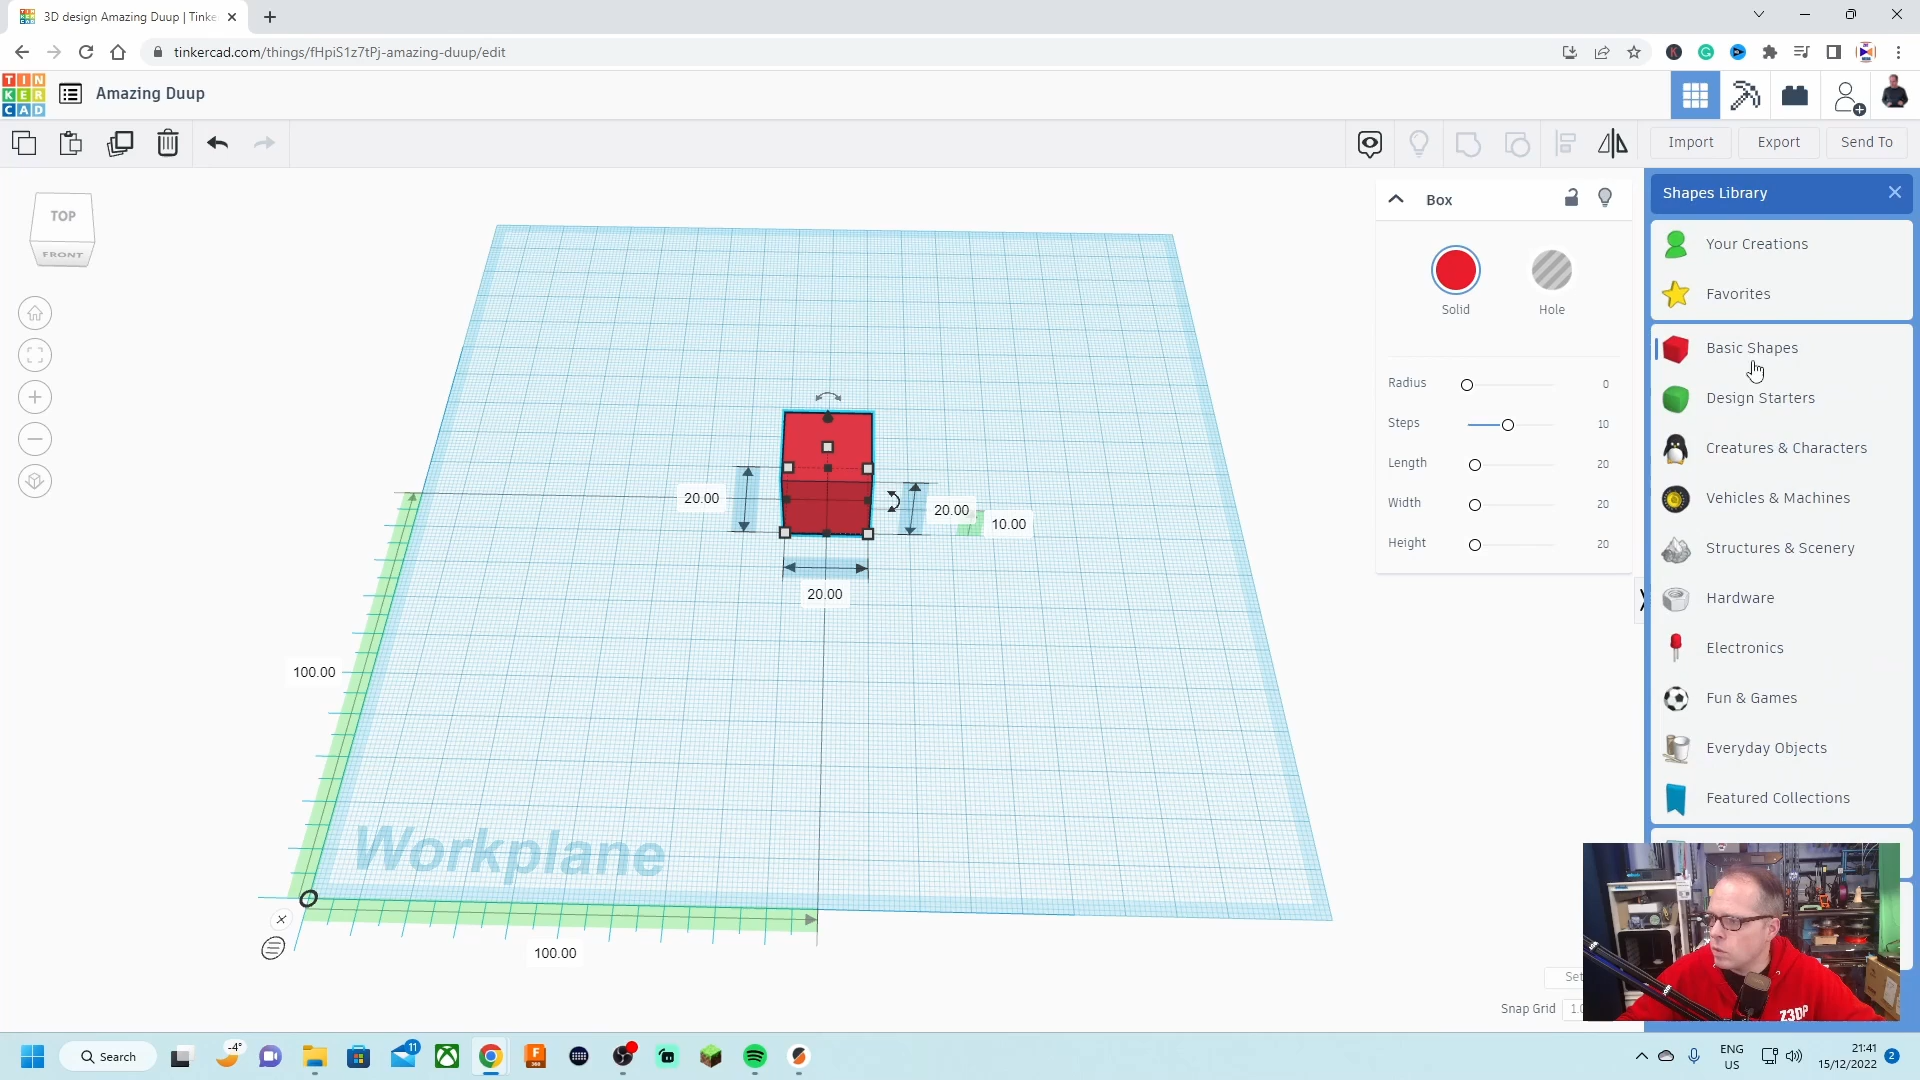 3D design Amazing Duup | Tinke
tinkercad.com/things/fHpiS1z7tPj-amazing-duup/edit
TIN
KER
CAD
Amazing Duup
Import
Export
Send To
TOP
FRONT
Box
Solid
Hole
Radius 0
Steps 10
Length 20
Width 20
Height 20
Shapes Library
Your Creations
Favorites
Basic Shapes
Design Starters
Creatures & Characters
Vehicles & Machines
Structures & Scenery
Hardware
Electronics
Fun & Games
Everyday Objects
Featured Collections
20.00
20.00
10.00
20.00
100.00
Workplane
100.00
Snap Grid
Z3DP
Search
-4°
11
ENG
US
21:41
15/12/2022
2